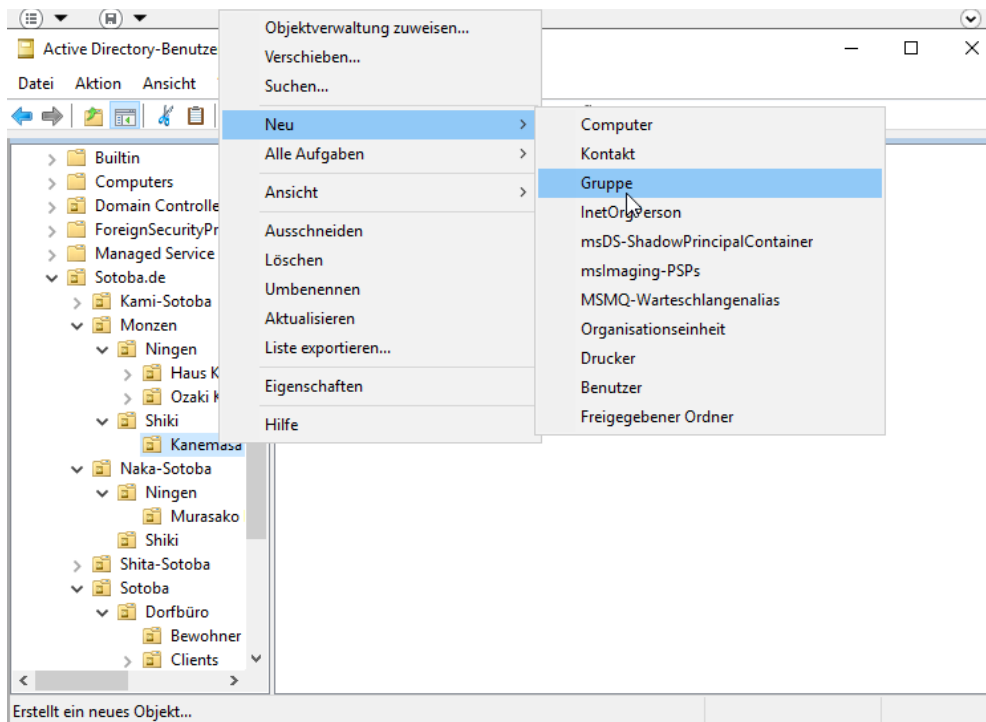 Active Directory-Benutze
Datei Aktion Ansicht
Objektverwaltung zuweisen...
Verschieben...
Suchen...
Neu
Alle Aufgaben
Ansicht
Ausschneiden
Löschen
Umbenennen
Aktualisieren
Liste exportieren...
Eigenschaften
Hilfe
Computer
Kontakt
Gruppe
InetOrgPerson
msDS-ShadowPrincipalContainer
msImaging-PSPs
MSMQ-Warteschlangenalias
Organisationseinheit
Drucker
Benutzer
Freigegebener Ordner
Builtin
Computers
Domain Controlle
ForeignSecurityPr
Managed Service
Sotoba.de
Kami-Sotoba
Monzen
Ningen
Haus K
Ozaki K
Shiki
Kanemasa
Naka-Sotoba
Ningen
Murasako
Shiki
Shita-Sotoba
Sotoba
Dorfbüro
Bewohner
Clients
Erstellt ein neues Objekt...